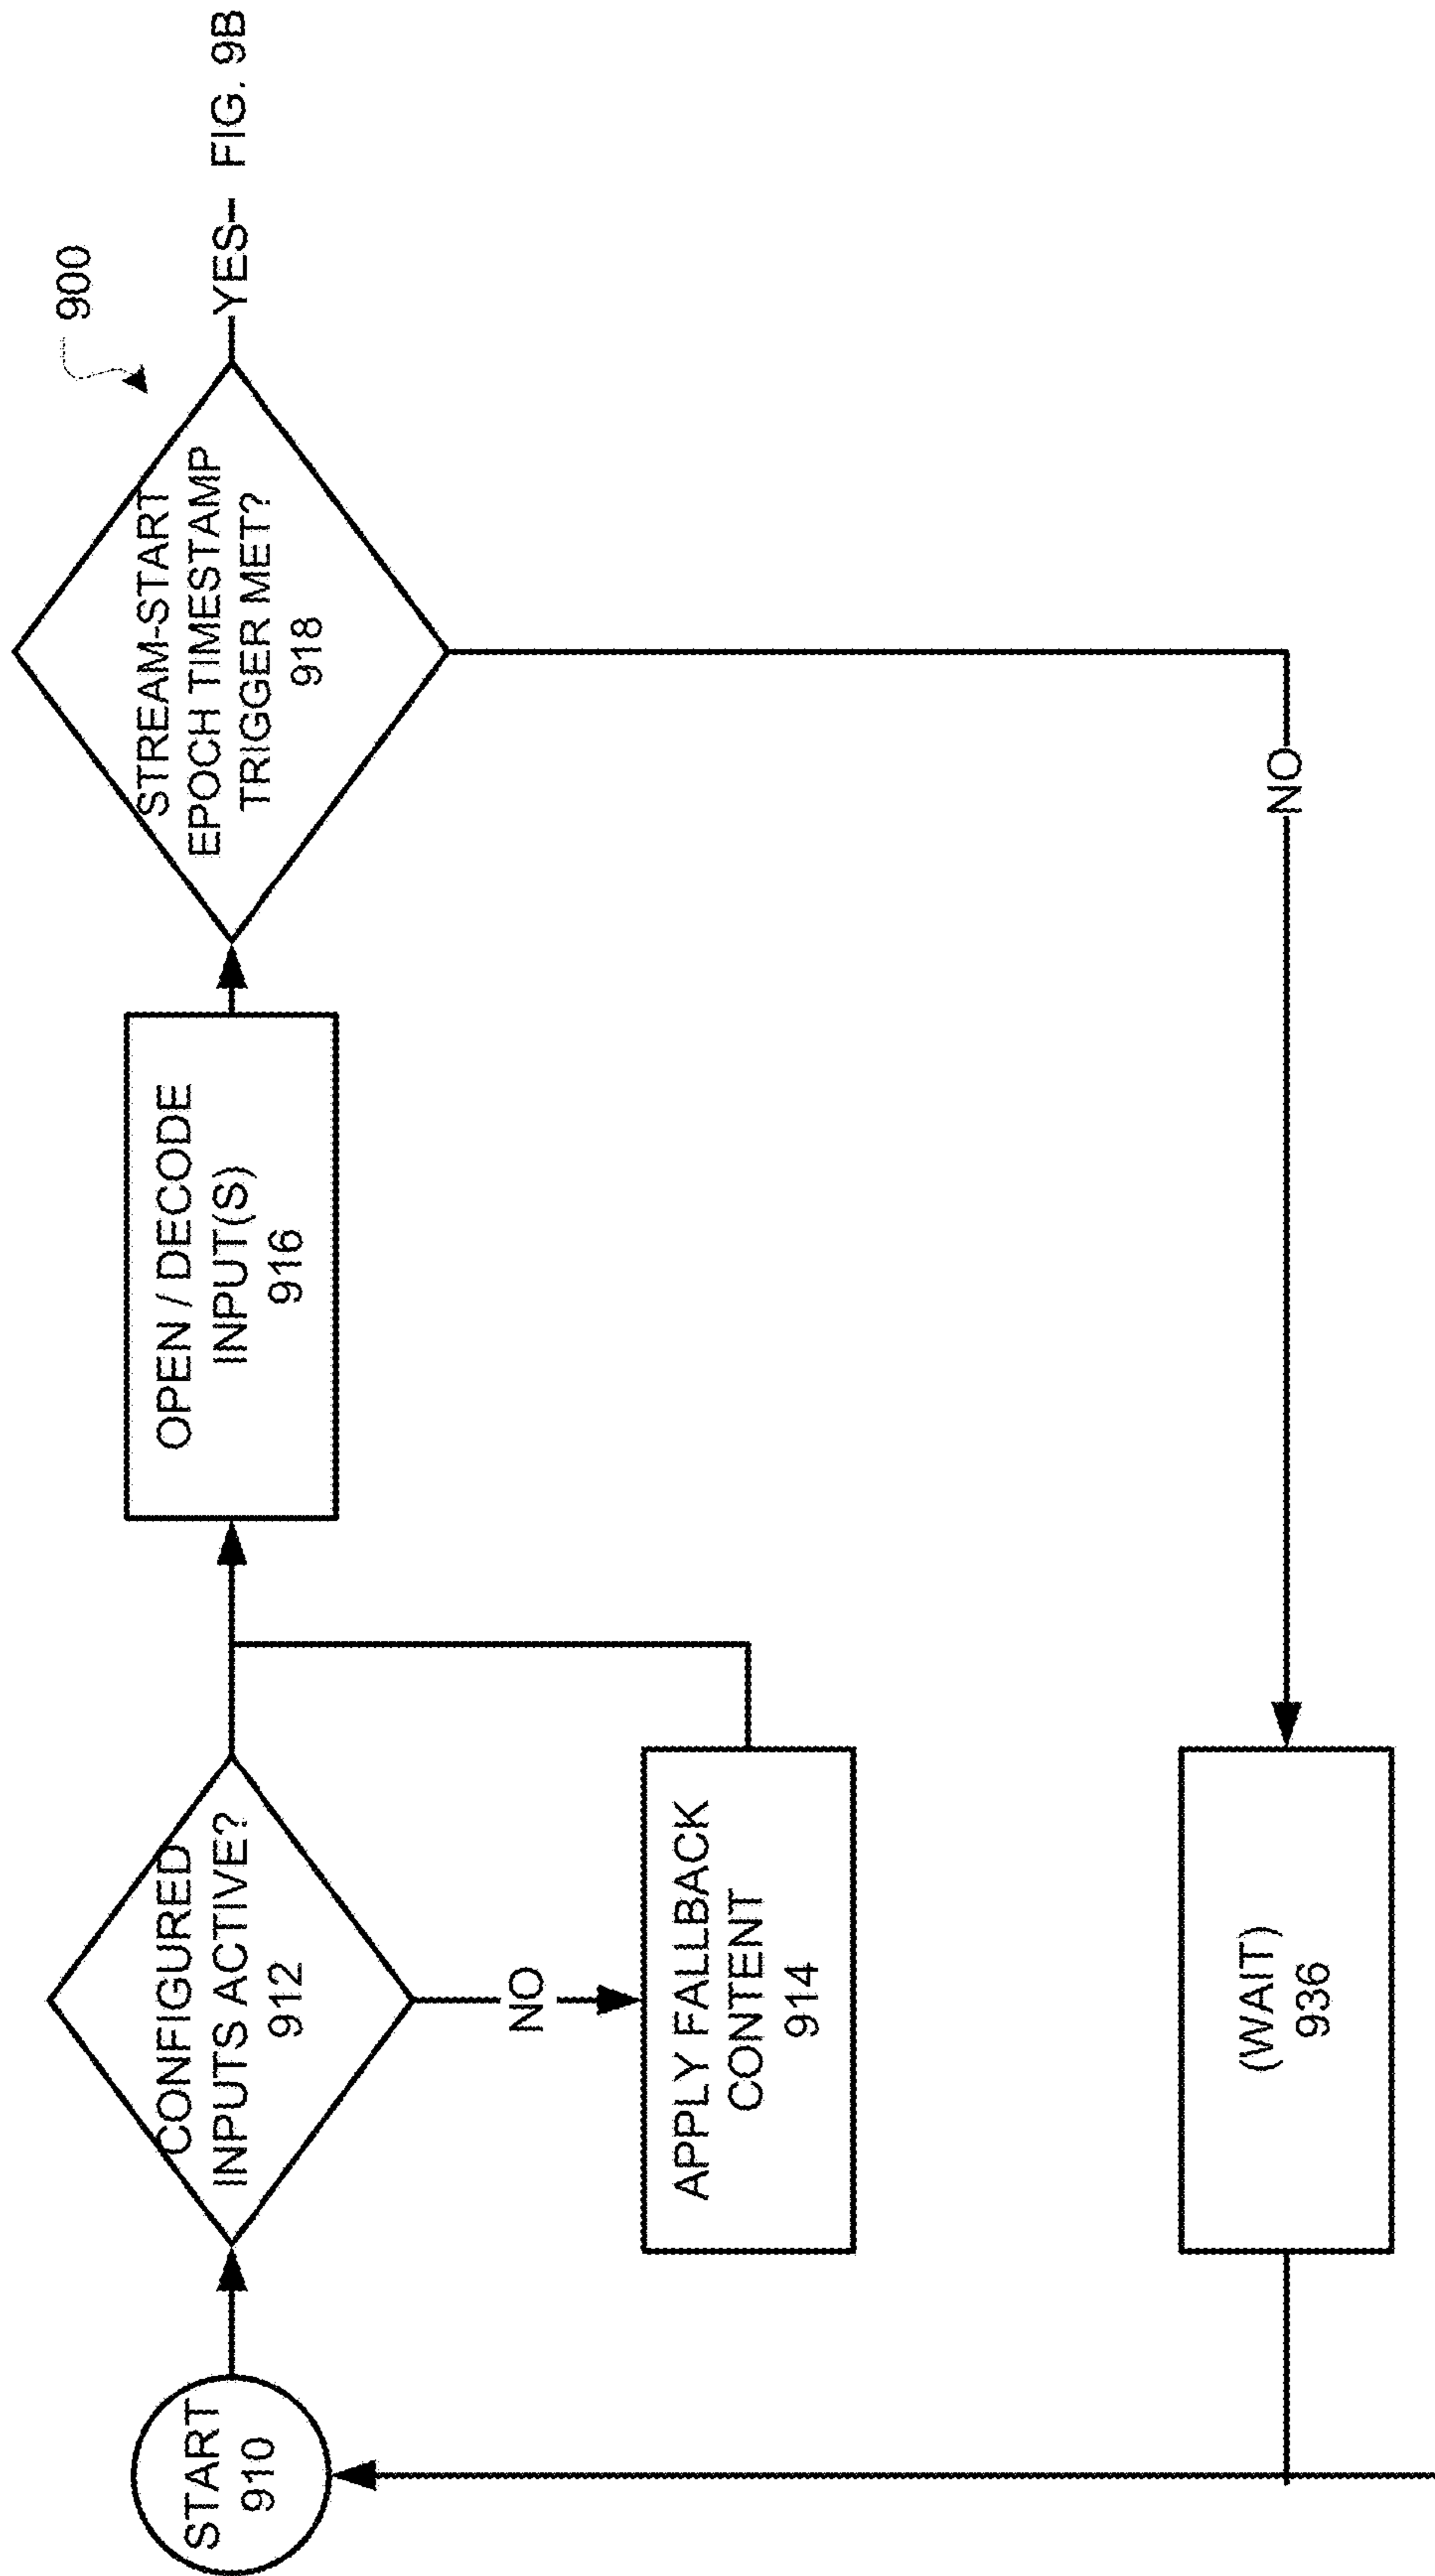 900
START
910
CONFIGURED
INPUTS ACTIVE?
912
NO
APPLY FALLBACK
CONTENT
914
OPEN / DECODE
INPUT(S)
916
STREAM-START
EPOCH TIMESTAMP
TRIGGER MET?
918
YES
FIG. 9B
NO
(WAIT)
936